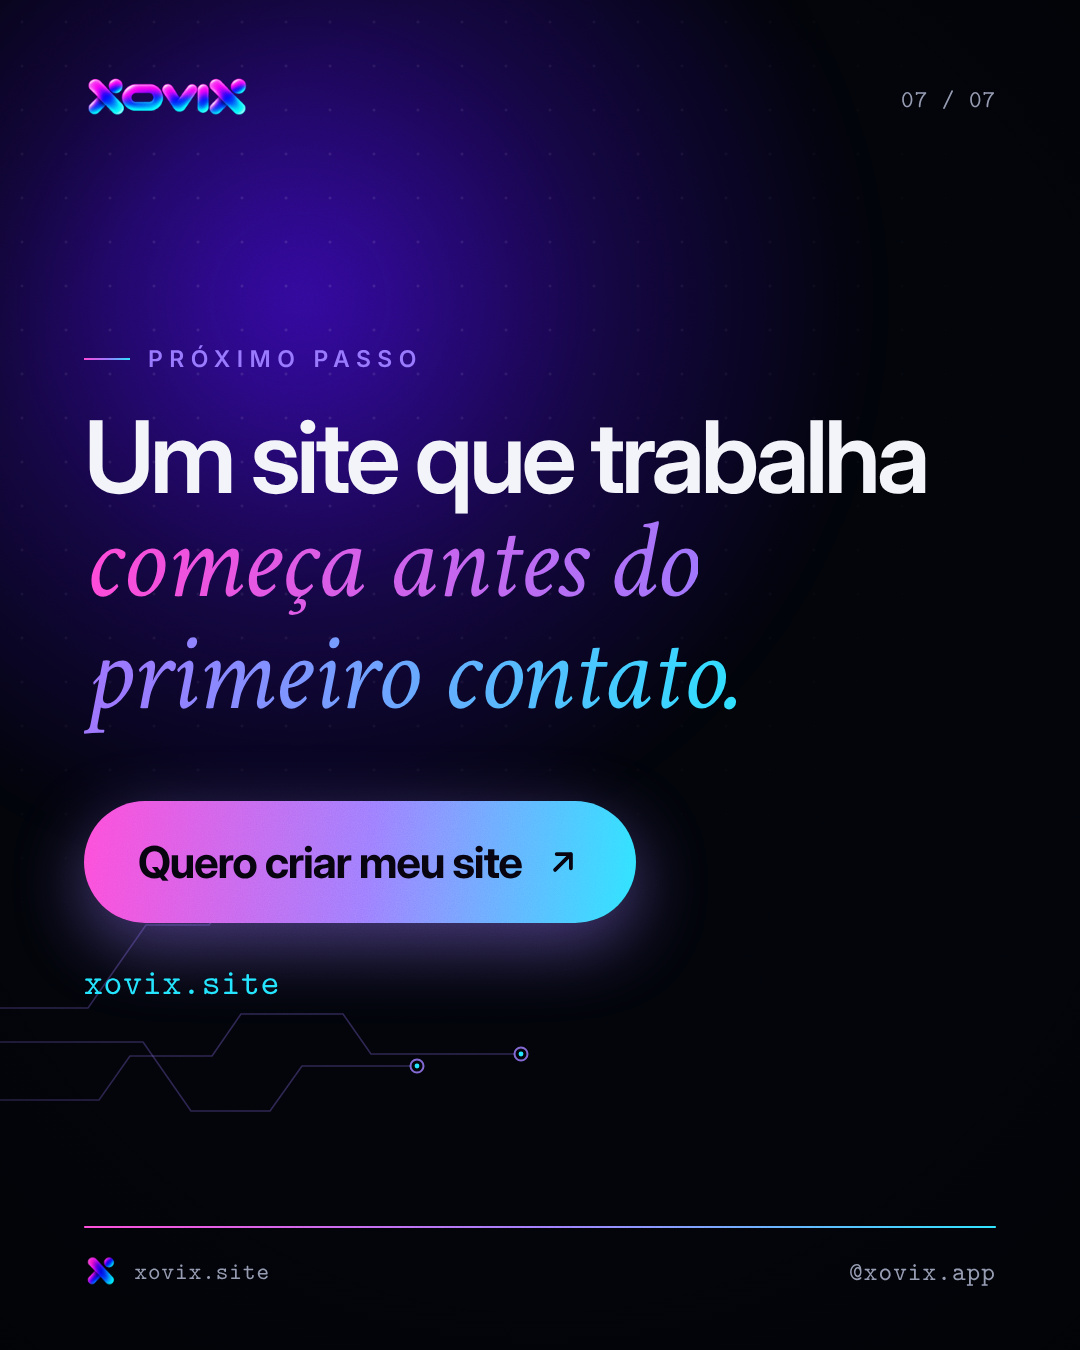 XOVIX
07 / 07
PRÓXIMO PASSO
Um site que trabalha
começa antes do
primeiro contato.
Quero criar meu site
xovix.site
xovix.site
@xovix.app